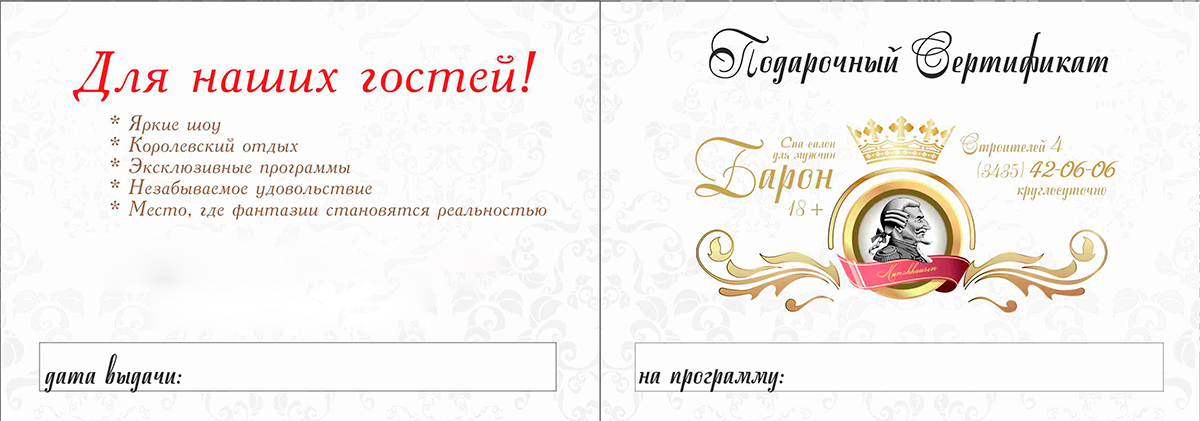 Для наших гостей!
* Яркие шоу
* Королевский отдых
* Эксклюзивные программы
* Незабываемое удовольствие
* Место, где фантазии становятся реальностью
дата выдачи:
Подарочный Сертификат
Спа салон
для мужчин
Барон
18 +
Строителей 4
(3435) 42-06-06
круглосуточно
Munchhausen
на программу: